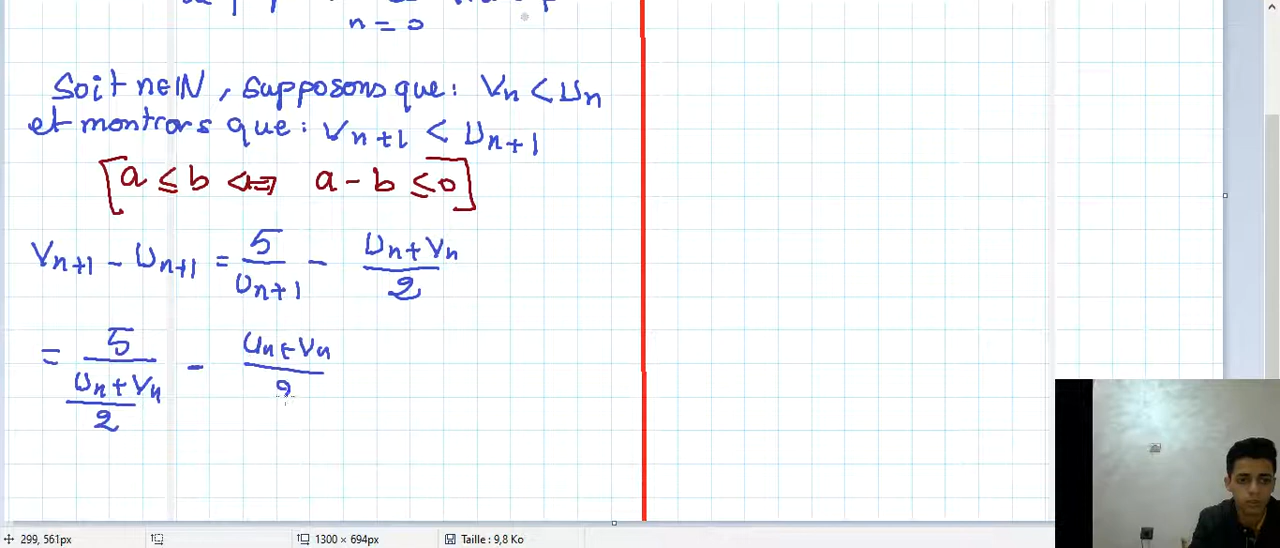 n = 0
Soit n∈ℕ, supposons que : Vn < Un
et montrons que : Vn+1 < Un+1
[a ≤ b ⟺ a - b ≤ 0]
Vn+1 - Un+1 = 5/Un+1 - (Un + Vn)/2
= 5/((Un + Vn)/2) - (Un + Vn)/2
299, 561px 1300 × 694px Taille : 9,8 Ko